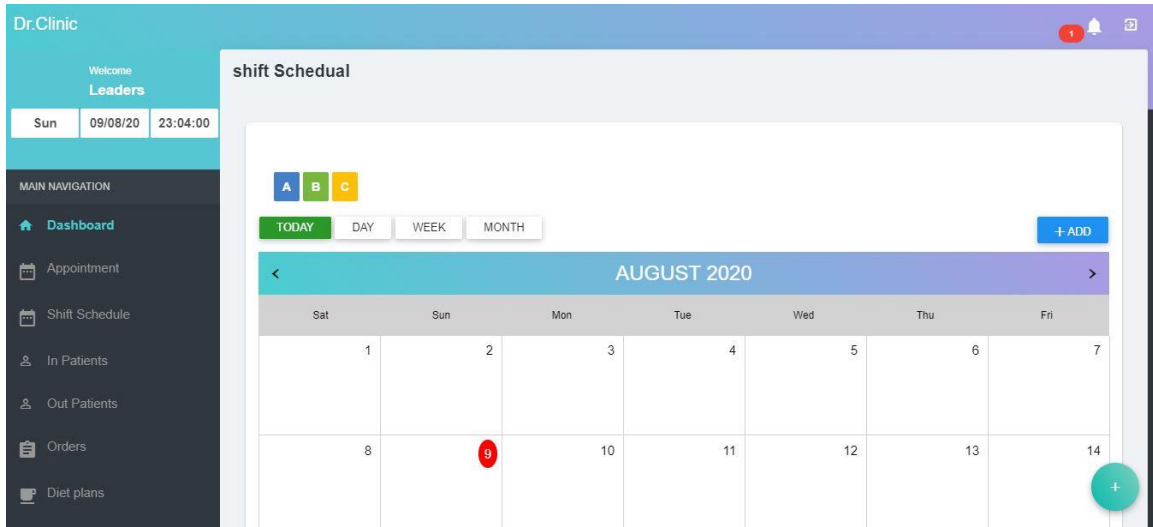 Dr.Clinic
1
Welcome
Leaders
Sun 09/08/20 23:04:00
MAIN NAVIGATION
Dashboard
Appointment
Shift Schedule
In Patients
Out Patients
Orders
Diet plans
shift Schedual
A B C
TODAY DAY WEEK MONTH
+ ADD
< AUGUST 2020 >
Sat Sun Mon Tue Wed Thu Fri
1 2 3 4 5 6 7
8 9 10 11 12 13 14
+